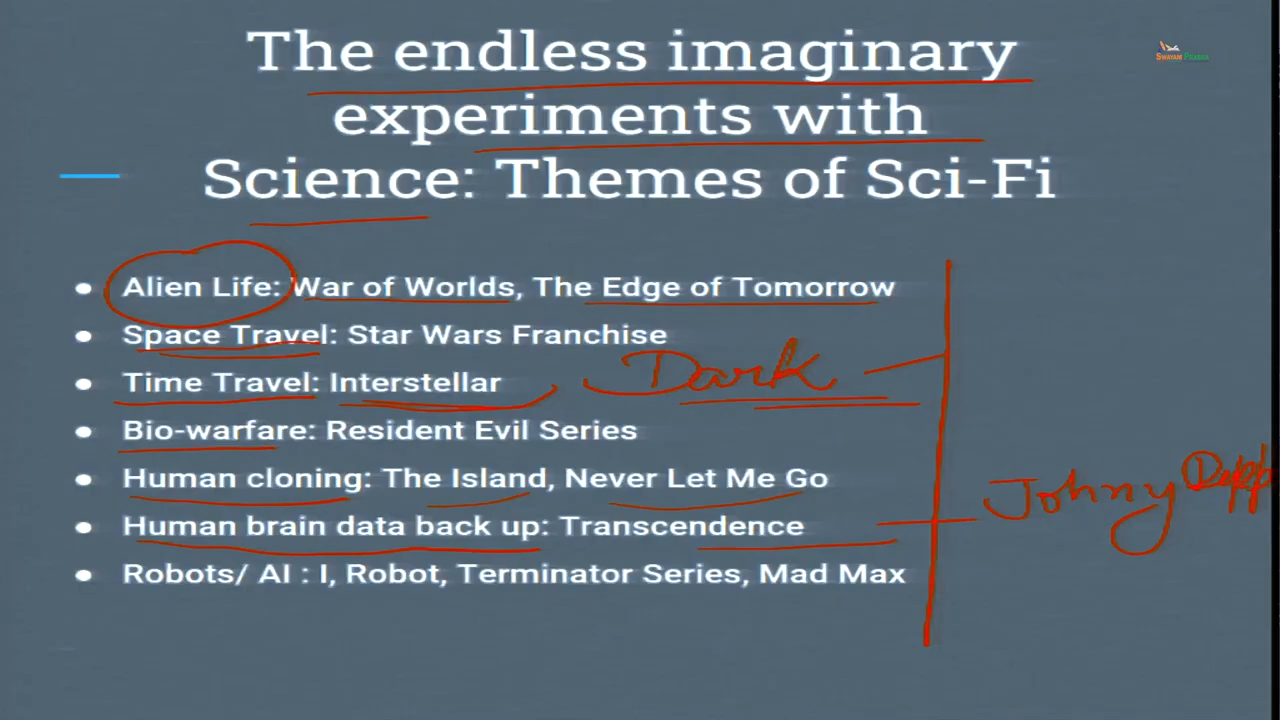 The endless imaginary
experiments with
Science: Themes of Sci-Fi
SWAYAM PRABHA
● Alien Life: War of Worlds, The Edge of Tomorrow
● Space Travel: Star Wars Franchise
● Time Travel: Interstellar Dark
● Bio-warfare: Resident Evil Series
● Human cloning: The Island, Never Let Me Go
Johny Depp
● Human brain data back up: Transcendence
● Robots/ AI : I, Robot, Terminator Series, Mad Max